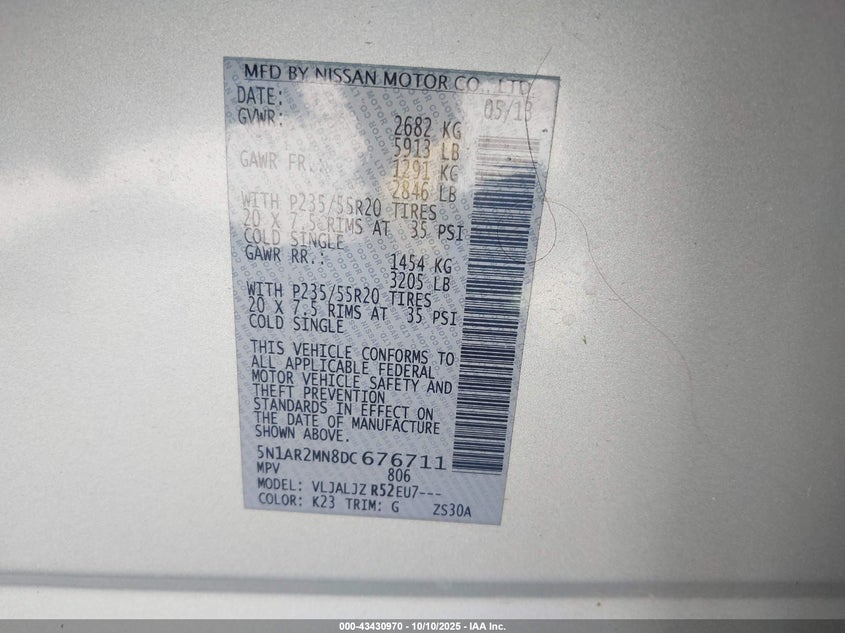 MFD BY NISSAN MOTOR CO., LTD.
DATE: 05/13
GVWR: 2682 KG
5913 LB
GAWR FR.: 1291 KG
2846 LB
WITH P235/55R20 TIRES
20 X 7.5 RIMS AT 35 PSI
COLD SINGLE
GAWR RR.: 1454 KG
3205 LB
WITH P235/55R20 TIRES
20 X 7.5 RIMS AT 35 PSI
COLD SINGLE
THIS VEHICLE CONFORMS TO
ALL APPLICABLE FEDERAL
MOTOR VEHICLE SAFETY AND
THEFT PREVENTION
STANDARDS IN EFFECT ON
THE DATE OF MANUFACTURE
SHOWN ABOVE.
5N1AR2MN8DC676711
MPV 806
MODEL: VLJALJZ R52EU7---
COLOR: K23 TRIM: G ZS30A
000-43430970 - 10/10/2025 - IAA Inc.